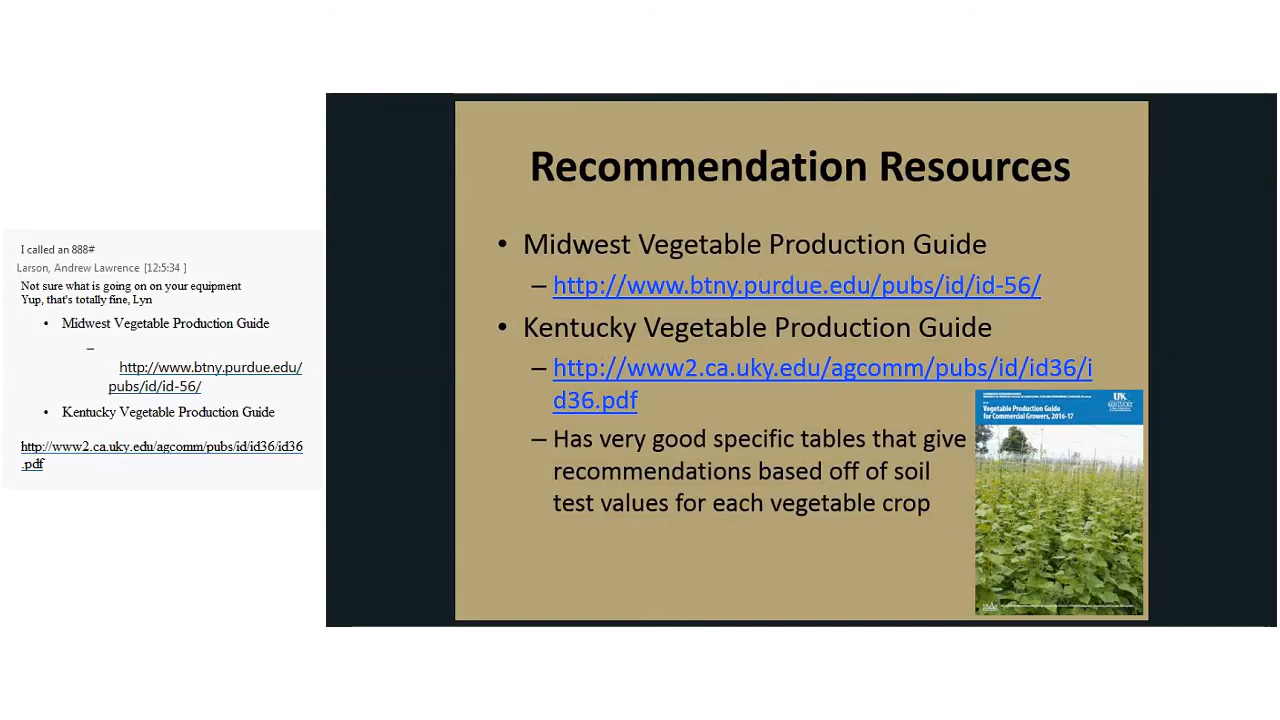 I called an 888#
Larson, Andrew Lawrence [12:5:34 ]
Not sure what is going on on your equipment
Yup, that's totally fine, Lyn
• Midwest Vegetable Production Guide
–
http://www.btny.purdue.edu/
pubs/id/id-56/
• Kentucky Vegetable Production Guide
http://www2.ca.uky.edu/agcomm/pubs/id/id36/id36
.pdf
Recommendation Resources
• Midwest Vegetable Production Guide
– http://www.btny.purdue.edu/pubs/id/id-56/
• Kentucky Vegetable Production Guide
– http://www2.ca.uky.edu/agcomm/pubs/id/id36/i
d36.pdf
– Has very good specific tables that give
recommendations based off of soil
test values for each vegetable crop
Vegetable Production Guide
for Commercial Growers, 2016-17
UK
KENTUCKY